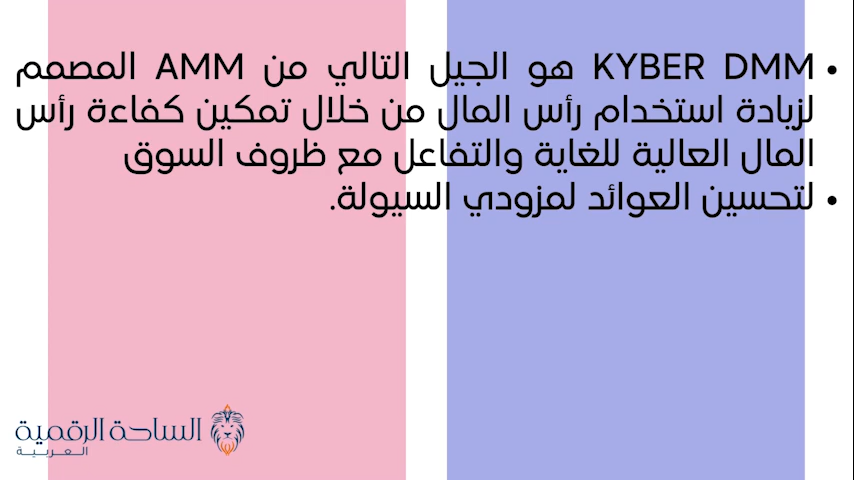 • KYBER DMM هو الجيل التالي من AMM المصمم
لزيادة استخدام رأس المال من خلال تمكين كفاءة رأس
المال العالية للغاية والتفاعل مع ظروف السوق
• لتحسين العوائد لمزودي السيولة.
الساحة الرقمية
العربية